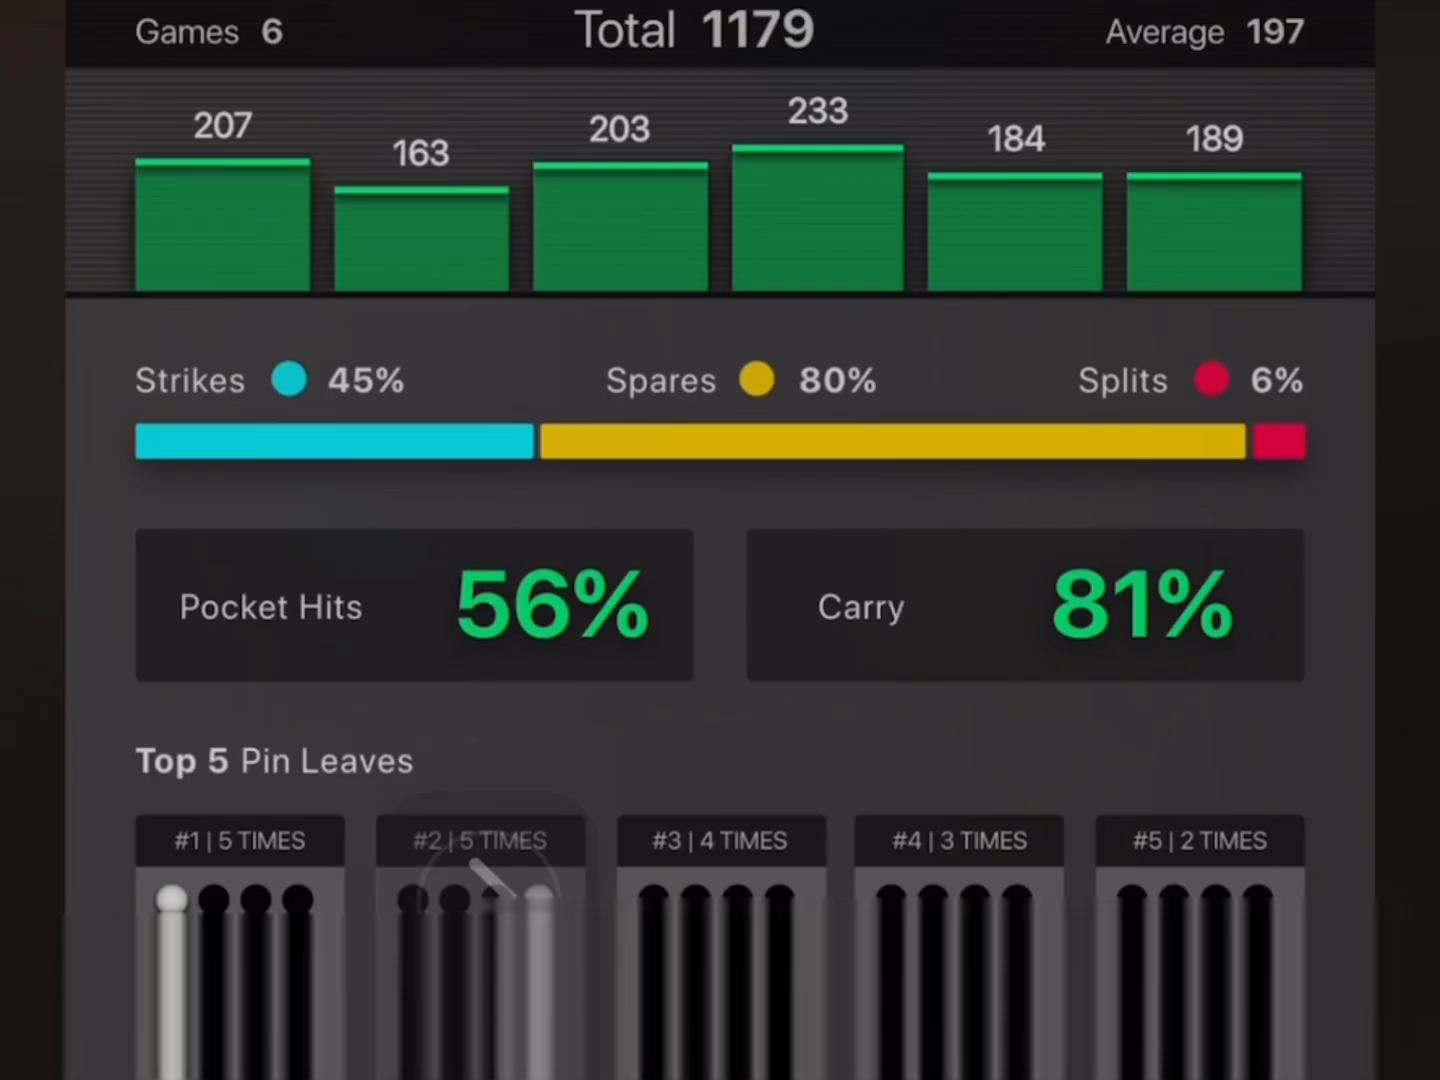 Games 6 Total 1179 Average 197
207 163 203 233 184 189
Strikes 45% Spares 80% Splits 6%
Pocket Hits 56% Carry 81%
Top 5 Pin Leaves
#1 | 5 TIMES #2 | 5 TIMES #3 | 4 TIMES #4 | 3 TIMES #5 | 2 TIMES